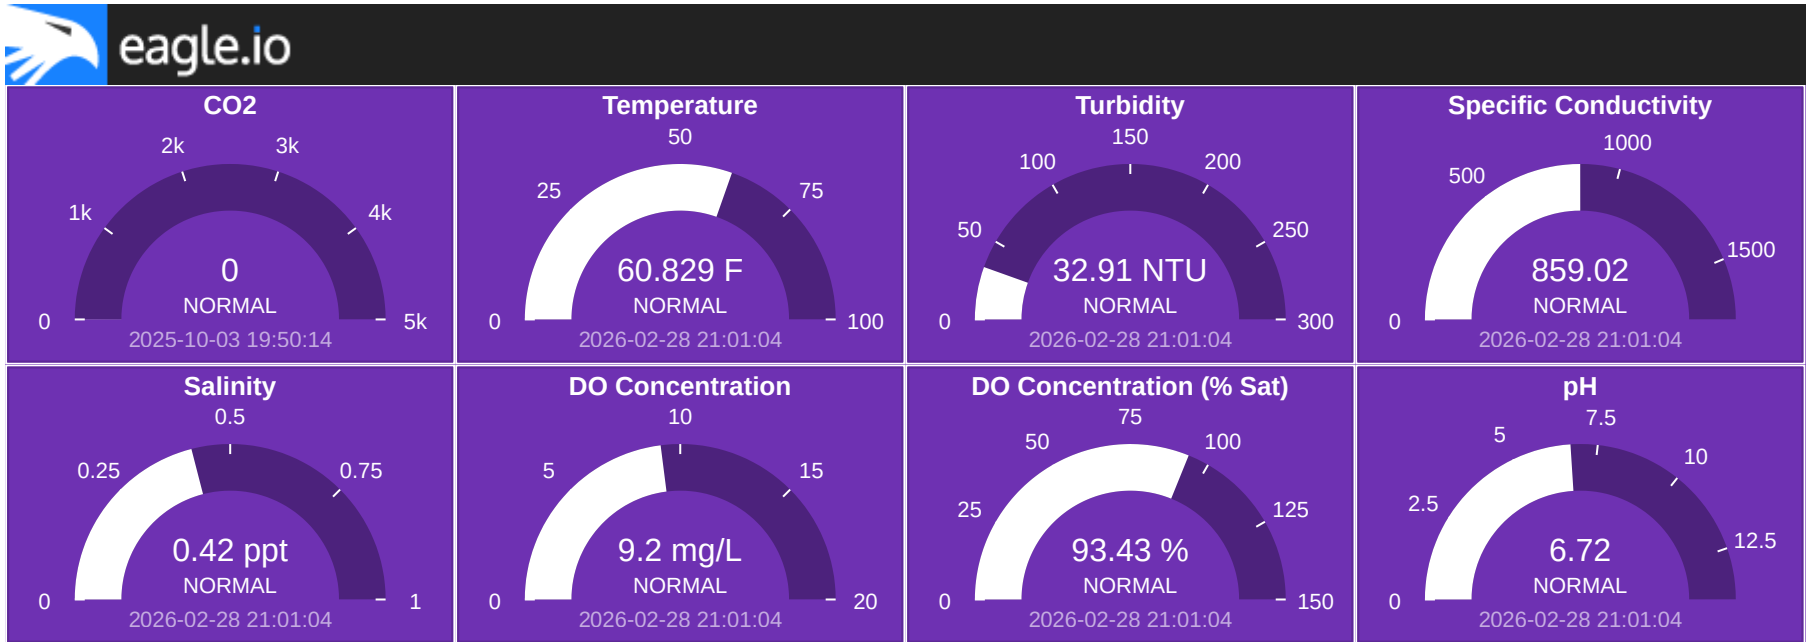 eagle.io
CO2
0
1k
2k
3k
4k
5k
0
NORMAL
2025-10-03 19:50:14
Temperature
0
25
50
75
100
60.829 F
NORMAL
2026-02-28 21:01:04
Turbidity
0
50
100
150
200
250
300
32.91 NTU
NORMAL
2026-02-28 21:01:04
Specific Conductivity
0
500
1000
1500
859.02
NORMAL
2026-02-28 21:01:04
Salinity
0
0.25
0.5
0.75
1
0.42 ppt
NORMAL
2026-02-28 21:01:04
DO Concentration
0
5
10
15
20
9.2 mg/L
NORMAL
2026-02-28 21:01:04
DO Concentration (% Sat)
0
25
50
75
100
125
150
93.43 %
NORMAL
2026-02-28 21:01:04
pH
0
2.5
5
7.5
10
12.5
6.72
NORMAL
2026-02-28 21:01:04